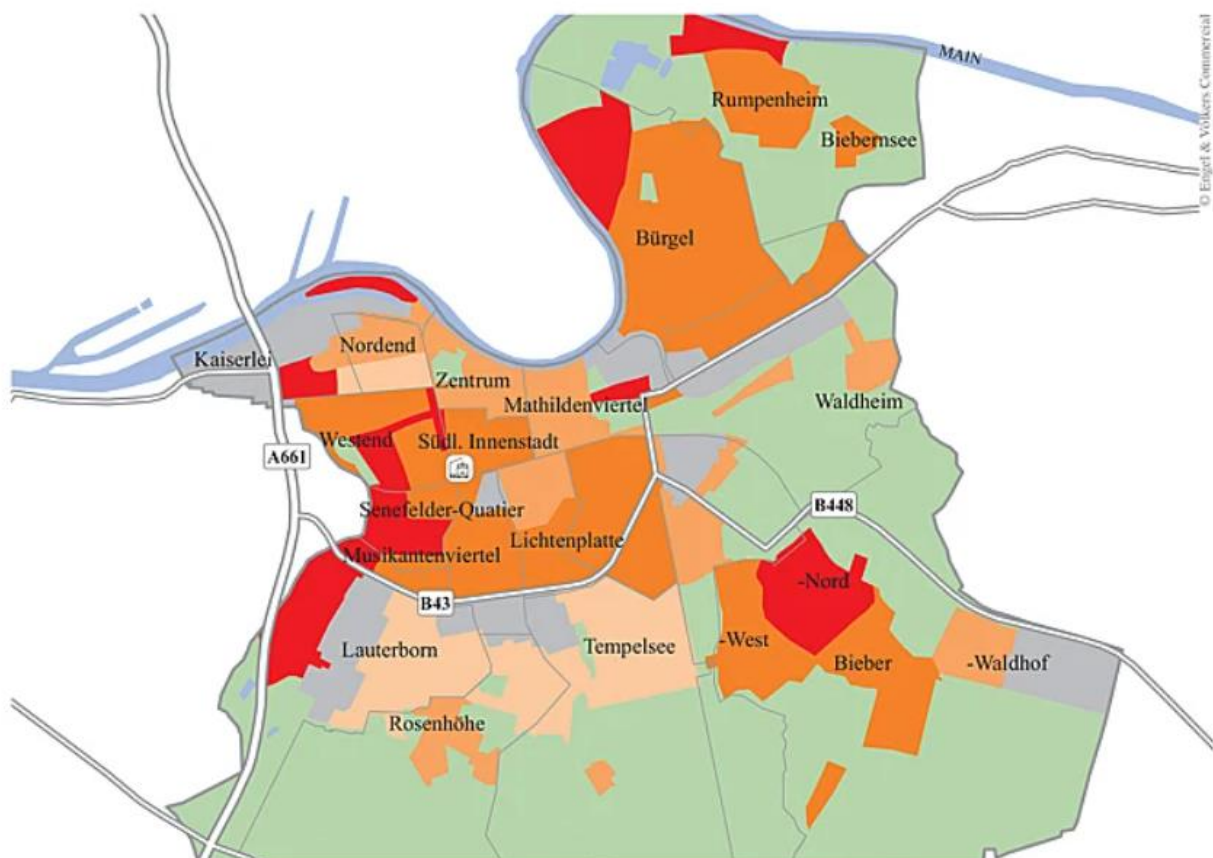 MAIN
© Engel & Völkers Commercial
Rumpenheim
Biebernsee
Bürgel
Nordend
Kaiserlei
Zentrum
Mathildenviertel
Waldheim
Westend
Südl. Innenstadt
A661
Senefelder-Quatier
B448
Lichtenplatte
Musikantenviertel
-Nord
B43
Lauterborn
Tempelsee
-West
Bieber
-Waldhof
Rosenhöhe